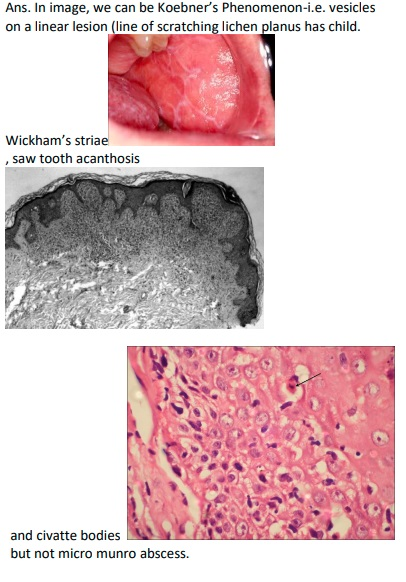 Ans. In image, we can be Koebner’s Phenomenon-i.e. vesicles
on a linear lesion (line of scratching lichen planus has child.
Wickham’s striae
, saw tooth acanthosis
and civatte bodies
but not micro munro abscess.